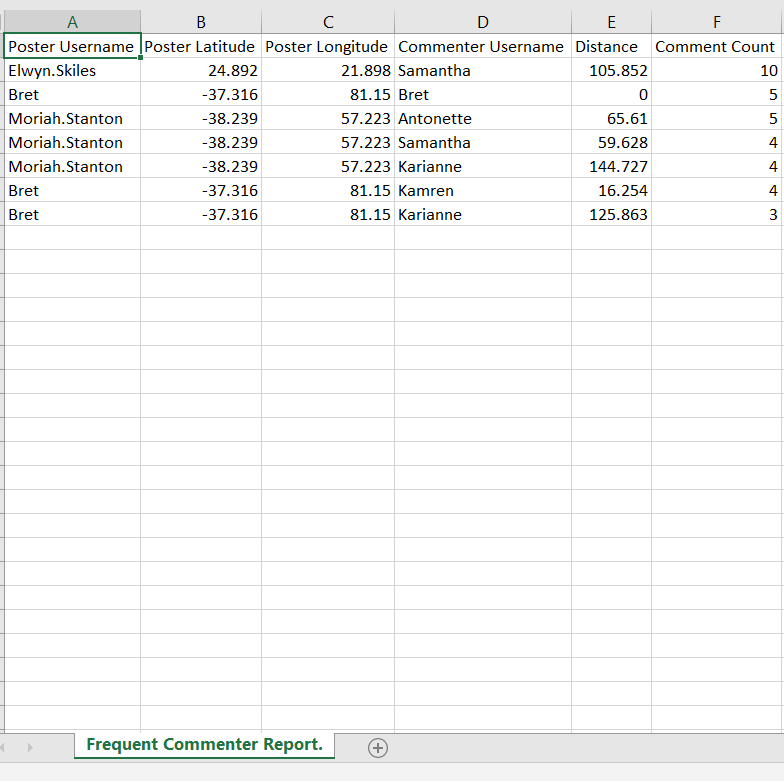 A B C D E F
Poster Username Poster Latitude Poster Longitude Commenter Username Distance Comment Count
Elwyn.Skiles 24.892 21.898 Samantha 105.852 10
Bret -37.316 81.15 Bret 0 5
Moriah.Stanton -38.239 57.223 Antonette 65.61 5
Moriah.Stanton -38.239 57.223 Samantha 59.628 4
Moriah.Stanton -38.239 57.223 Karianne 144.727 4
Bret -37.316 81.15 Kamren 16.254 4
Bret -37.316 81.15 Karianne 125.863 3
Frequent Commenter Report.